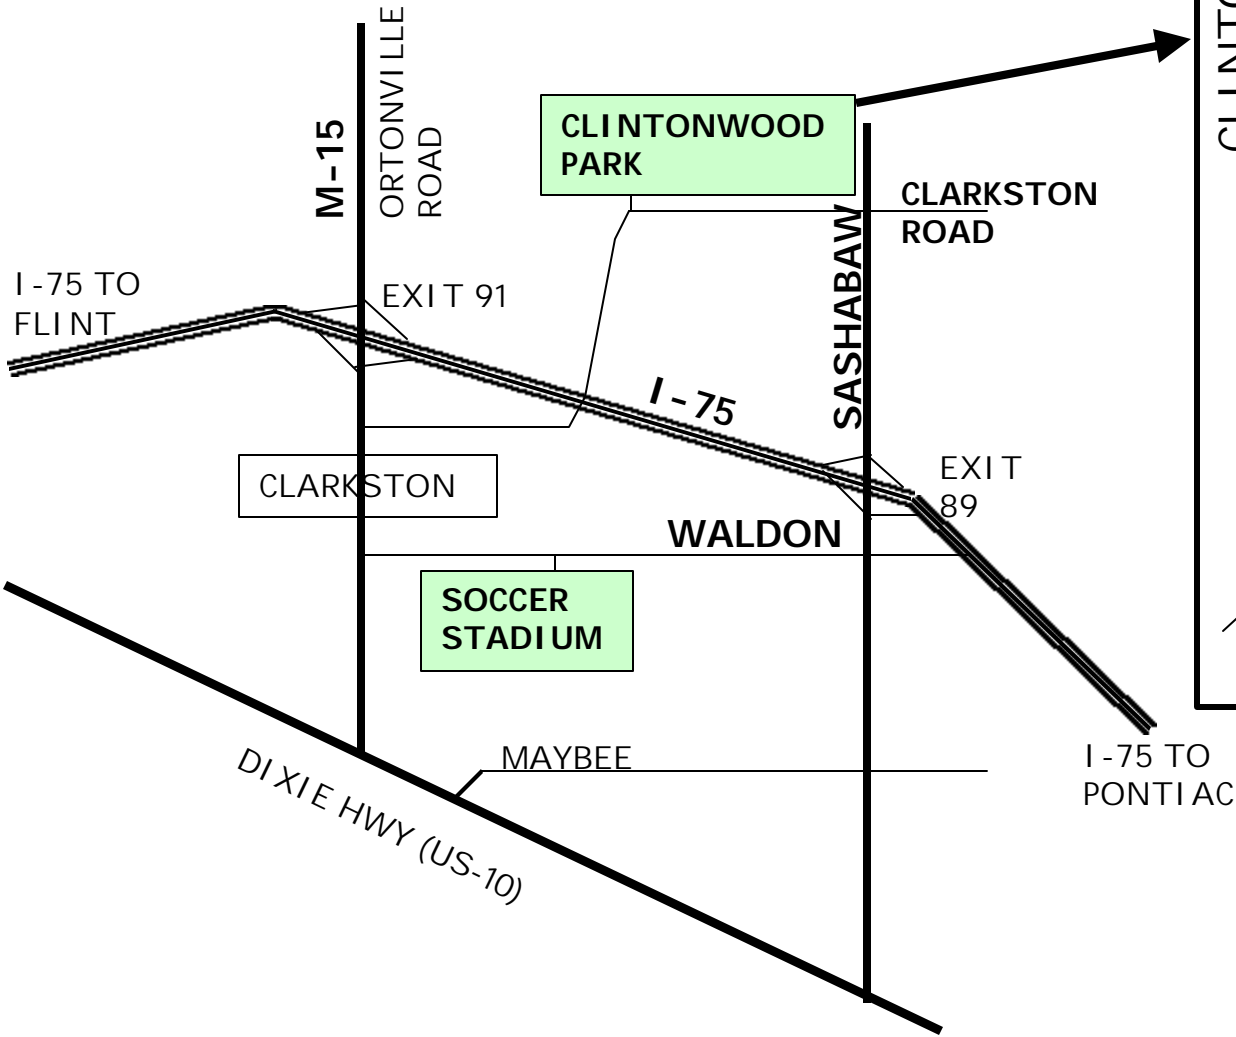 M-15
ORTONVILLE
ROAD
CLINTONWOOD
PARK
CLARKSTON
ROAD
SASHABAW
I-75 TO
FLINT
EXIT 91
I-75
CLARKSTON
EXIT
89
WALDON
SOCCER
STADIUM
MAYBEE
DIXIE HWY (US-10)
I-75 TO
PONTIAC